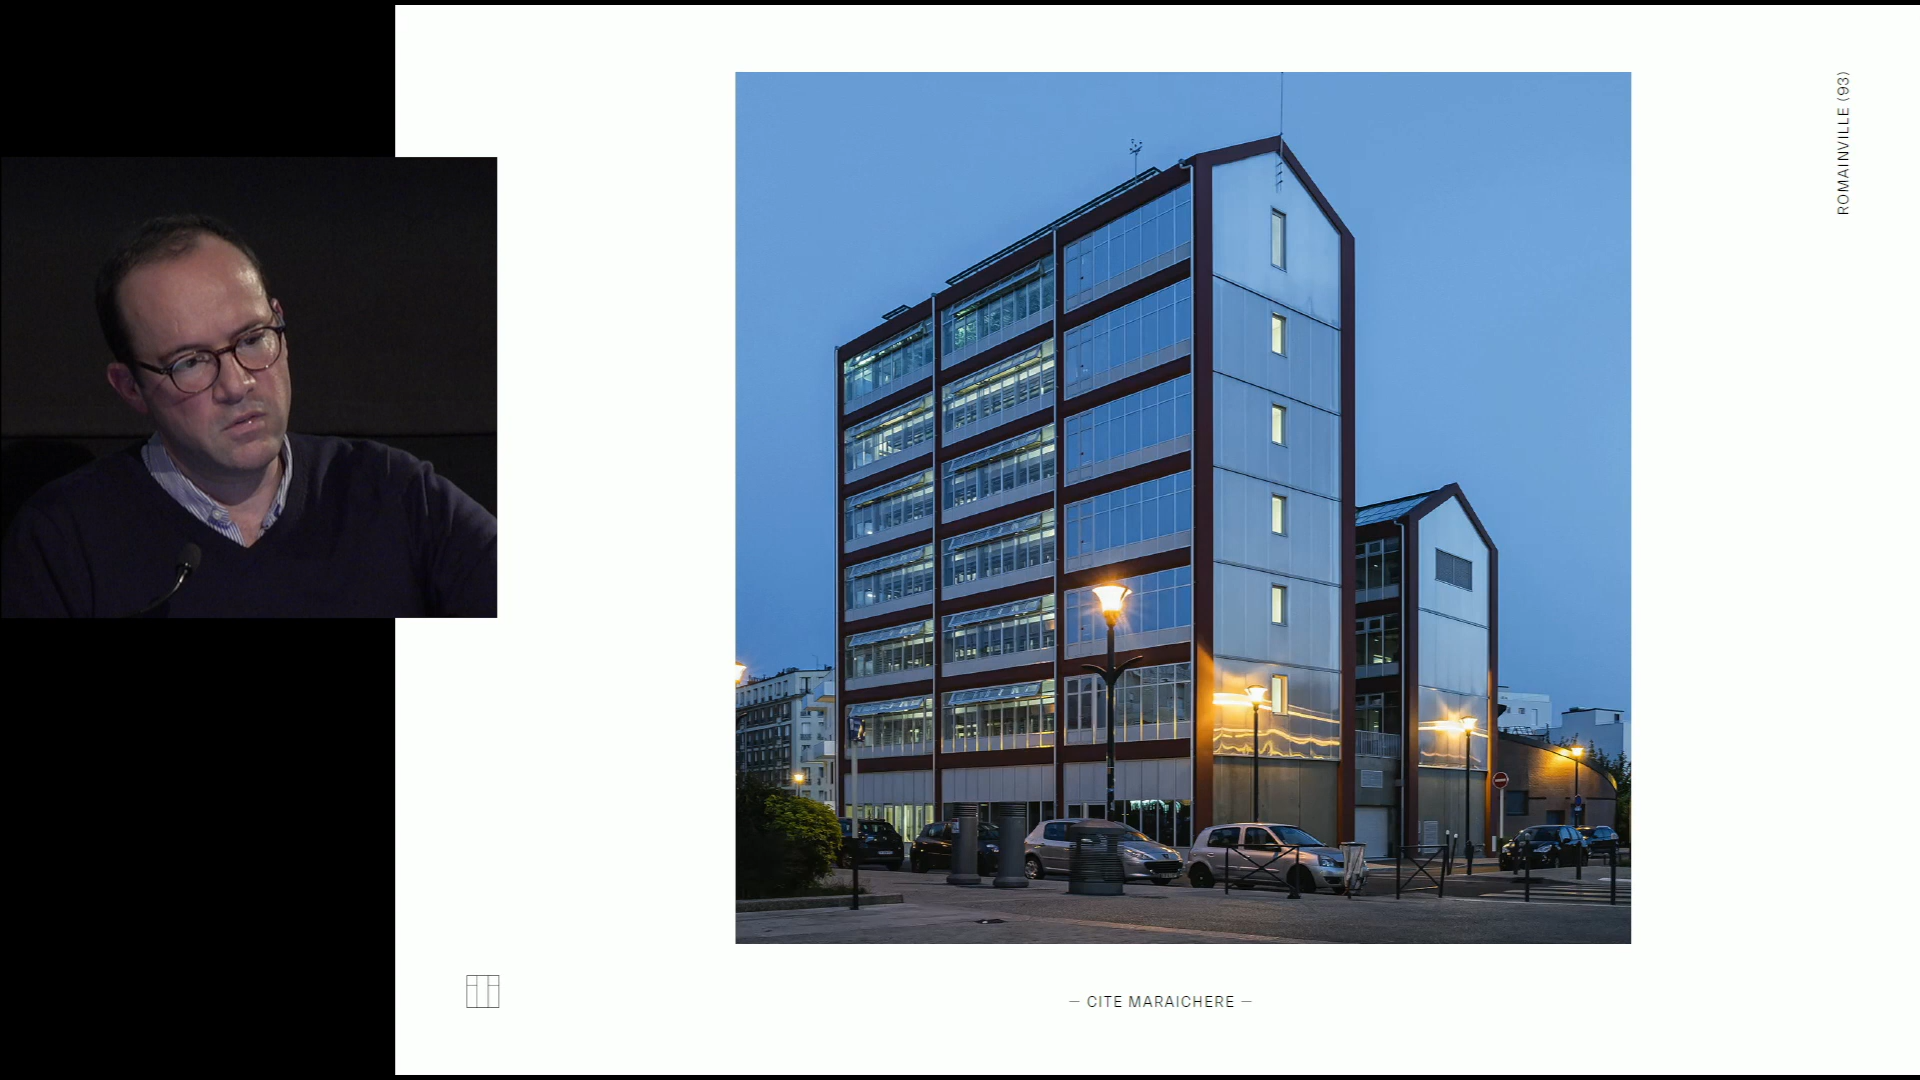 ROMAINVILLE (93)
— CITE MARAICHERE —